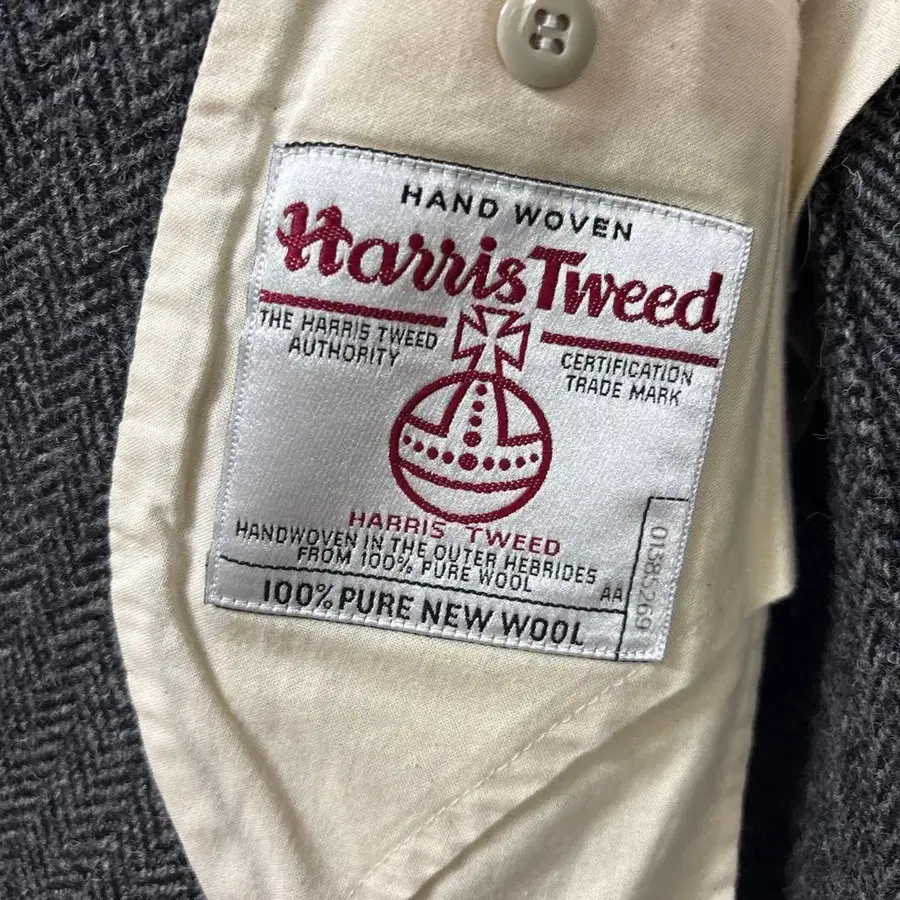 HAND WOVEN
Harris Tweed
THE HARRIS TWEED
AUTHORITY
CERTIFICATION
TRADE MARK
HARRIS TWEED
HANDWOVEN IN THE OUTER HEBRIDES
FROM 100% PURE WOOL
AA
01385269
100% PURE NEW WOOL